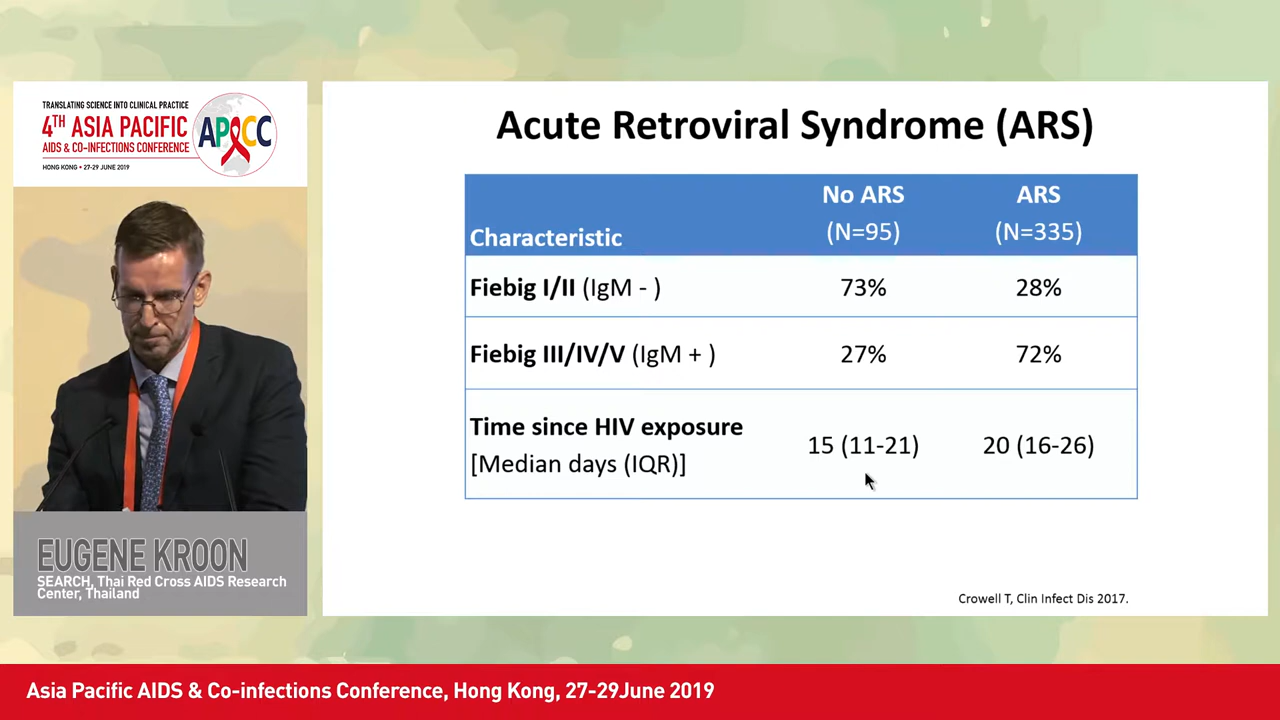 TRANSLATING SCIENCE INTO CLINICAL PRACTICE
4TH ASIA PACIFIC
AIDS & CO-INFECTIONS CONFERENCE
HONG KONG • 27-29 JUNE 2019
APACC
EUGENE KROON
SEARCH, Thai Red Cross AIDS Research
Center, Thailand
Acute Retroviral Syndrome (ARS)
Characteristic
No ARS
(N=95)
ARS
(N=335)
Fiebig I/II (IgM - ) 73% 28%
Fiebig III/IV/V (IgM + ) 27% 72%
Time since HIV exposure
[Median days (IQR)]
15 (11-21) 20 (16-26)
Crowell T, Clin Infect Dis 2017.
Asia Pacific AIDS & Co-infections Conference, Hong Kong, 27-29June 2019